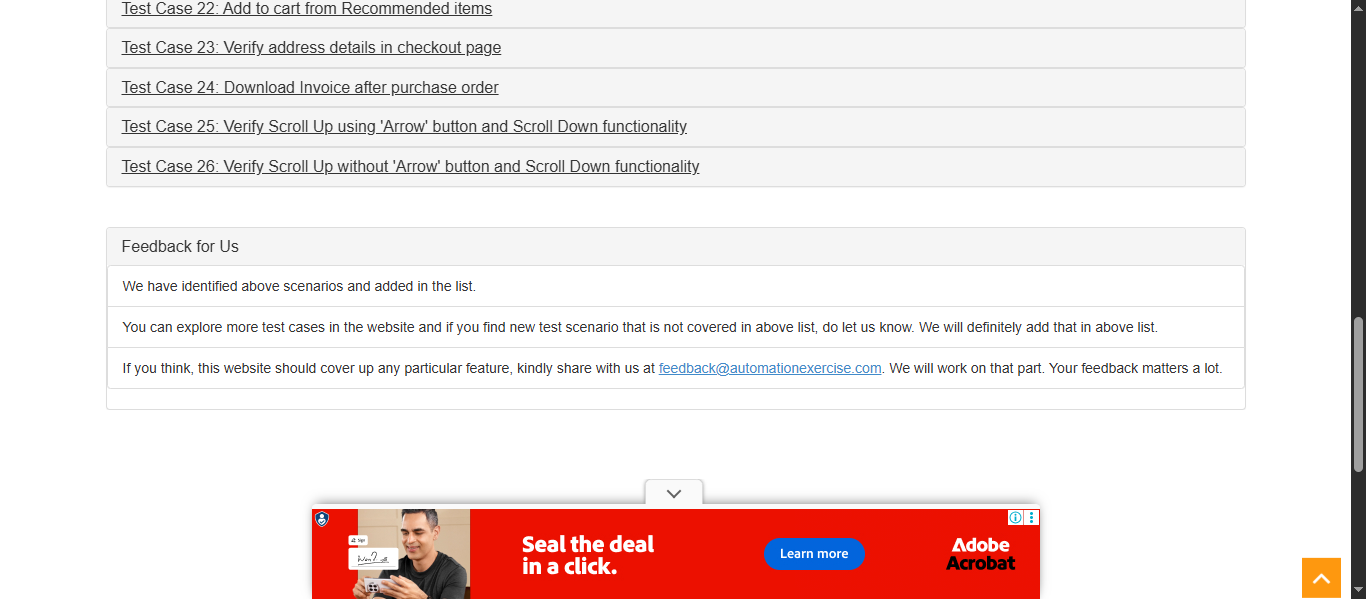 Test Case 22: Add to cart from Recommended items
Test Case 23: Verify address details in checkout page
Test Case 24: Download Invoice after purchase order
Test Case 25: Verify Scroll Up using 'Arrow' button and Scroll Down functionality
Test Case 26: Verify Scroll Up without 'Arrow' button and Scroll Down functionality
Feedback for Us
We have identified above scenarios and added in the list.
You can explore more test cases in the website and if you find new test scenario that is not covered in above list, do let us know. We will definitely add that in above list.
If you think, this website should cover up any particular feature, kindly share with us at feedback@automationexercise.com. We will work on that part. Your feedback matters a lot.
Seal the deal
in a click.
Learn more
Adobe
Acrobat